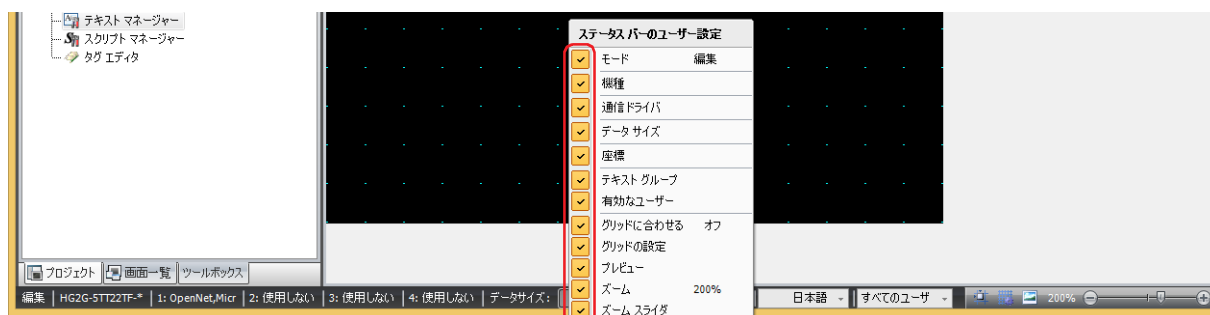 テキスト マネージャー
スクリプト マネージャー
タグ エディタ
ステータス バーのユーザー設定
モード 編集
機種
通信ドライバ
データ サイズ
座標
テキスト グループ
有効なユーザー
グリッドに合わせる オフ
グリッドの設定
プレビュー
ズーム 200%
ズーム スライダ
プロジェクト 画面一覧 ツールボックス
編集 HG2G-5TT22TF-* 1: OpenNet,Micr 2: 使用しない 3: 使用しない 4: 使用しない データサイズ: 日本語 すべてのユーザ 200%